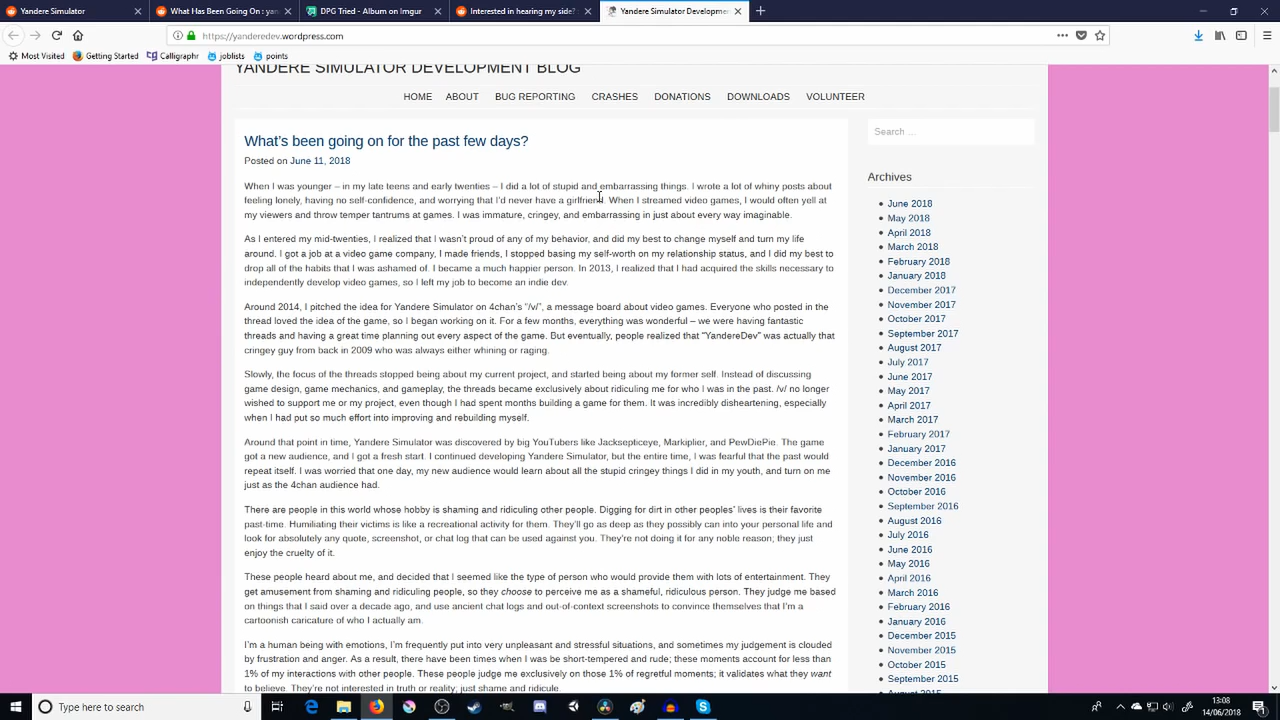 Yandere Simulator
What Has Been Going On : yan
DPG Tried - Album on Imgur
Interested in hearing my side?
Yandere Simulator Developmen
https://yanderedev.wordpress.com
Most Visited
Getting Started
Calligraphr
joblists
points
YANDERE SIMULATOR DEVELOPMENT BLOG
HOME ABOUT BUG REPORTING CRASHES DONATIONS DOWNLOADS VOLUNTEER
What's been going on for the past few days?
Posted on June 11, 2018
When I was younger – in my late teens and early twenties – I did a lot of stupid and embarrassing things. I wrote a lot of whiny posts about
feeling lonely, having no self-confidence, and worrying that I'd never have a girlfriend. When I streamed video games, I would often yell at
my viewers and throw temper tantrums at games. I was immature, cringey, and embarrassing in just about every way imaginable.
As I entered my mid-twenties, I realized that I wasn't proud of any of my behavior, and did my best to change myself and turn my life
around. I got a job at a video game company, I made friends, I stopped basing my self-worth on my relationship status, and I did my best to
drop all of the habits that I was ashamed of. I became a much happier person. In 2013, I realized that I had acquired the skills necessary to
independently develop video games, so I left my job to become an indie dev.
Around 2014, I pitched the idea for Yandere Simulator on 4chan's "/v/", a message board about video games. Everyone who posted in the
thread loved the idea of the game, so I began working on it. For a few months, everything was wonderful – we were having fantastic
threads and having a great time planning out every aspect of the game. But eventually, people realized that "YandereDev" was actually that
cringey guy from back in 2009 who was always either whining or raging.
Slowly, the focus of the threads stopped being about my current project, and started being about my former self. Instead of discussing
game design, game mechanics, and gameplay, the threads became exclusively about ridiculing me for who I was in the past. /v/ no longer
wished to support me or my project, even though I had spent months building a game for them. It was incredibly disheartening, especially
when I had put so much effort into improving and rebuilding myself.
Around that point in time, Yandere Simulator was discovered by big YouTubers like Jacksepticeye, Markiplier, and PewDiePie. The game
got a new audience, and I got a fresh start. I continued developing Yandere Simulator, but the entire time, I was fearful that the past would
repeat itself. I was worried that one day, my new audience would learn about all the stupid cringey things I did in my youth, and turn on me
just as the 4chan audience had.
There are people in this world whose hobby is shaming and ridiculing other people. Digging for dirt in other peoples' lives is their favorite
past-time. Humiliating their victims is like a recreational activity for them. They'll go as deep as they possibly can into your personal life and
look for absolutely any quote, screenshot, or chat log that can be used against you. They're not doing it for any noble reason; they just
enjoy the cruelty of it.
These people heard about me, and decided that I seemed like the type of person who would provide them with lots of entertainment. They
get amusement from shaming and ridiculing people, so they choose to perceive me as a shameful, ridiculous person. They judge me based
on things that I said over a decade ago, and use ancient chat logs and out-of-context screenshots to convince themselves that I'm a
cartoonish caricature of who I actually am.
I'm a human being with emotions, I'm frequently put into very unpleasant and stressful situations, and sometimes my judgement is clouded
by frustration and anger. As a result, there have been times when I was be short-tempered and rude; these moments account for less than
1% of my interactions with other people. These people judge me exclusively on those 1% of regretful moments; it validates what they want
to believe. They're not interested in truth or reality; just shame and ridicule.
Search ...
Archives
June 2018
May 2018
April 2018
March 2018
February 2018
January 2018
December 2017
November 2017
October 2017
September 2017
August 2017
July 2017
June 2017
May 2017
April 2017
March 2017
February 2017
January 2017
December 2016
November 2016
October 2016
September 2016
August 2016
July 2016
June 2016
May 2016
April 2016
March 2016
February 2016
January 2016
December 2015
November 2015
October 2015
September 2015
August 2015
Type here to search
13:08
14/06/2018